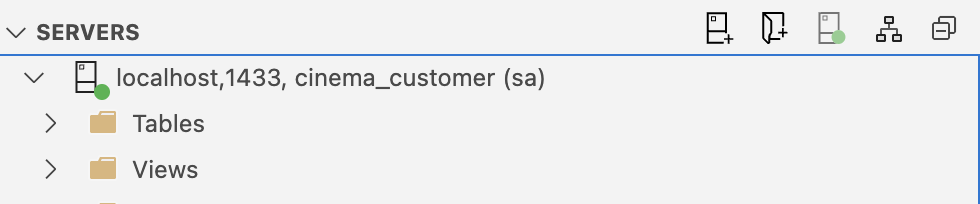 SERVERS
localhost,1433, cinema_customer (sa)
Tables
Views